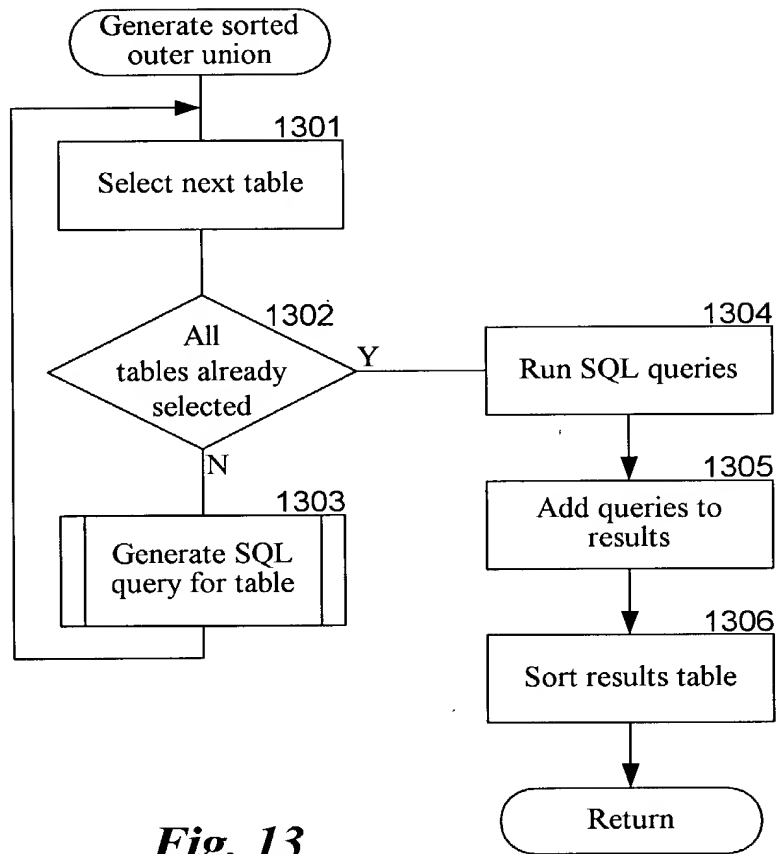 Generate sorted
outer union
1301
Select next table
1302
All
tables already
selected
Y
N
1303
Generate SQL
query for table
1304
Run SQL queries
1305
Add queries to
results
1306
Sort results table
Return
Fig. 13